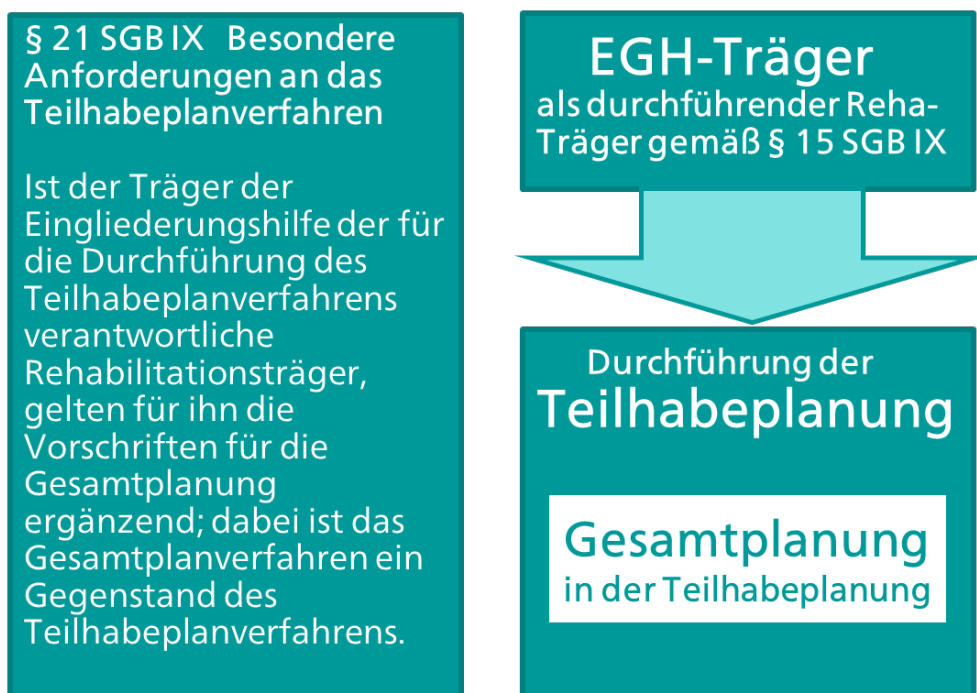 § 21 SGB IX Besondere
Anforderungen an das
Teilhabeplanverfahren
Ist der Träger der
Eingliederungshilfe der für
die Durchführung des
Teilhabeplanverfahrens
verantwortliche
Rehabilitationsträger,
gelten für ihn die
Vorschriften für die
Gesamtplanung
ergänzend; dabei ist das
Gesamtplanverfahren ein
Gegenstand des
Teilhabeplanverfahrens.
EGH-Träger
als durchführender Reha-
Träger gemäß § 15 SGB IX
Durchführung der
Teilhabeplanung
Gesamtplanung
in der Teilhabeplanung